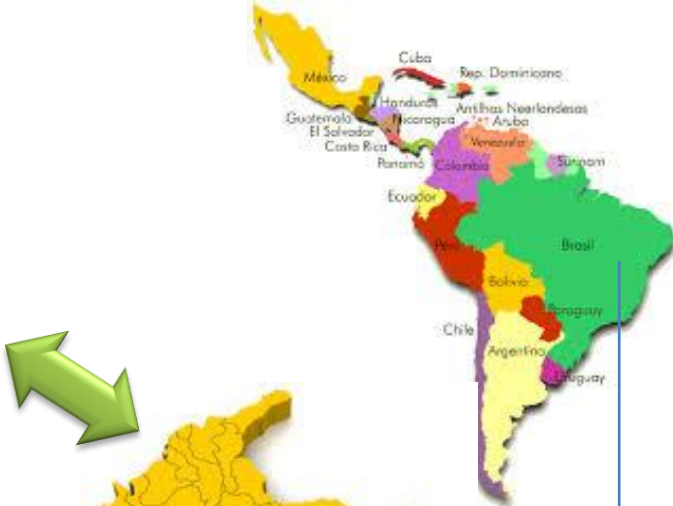 Cuba
Rep. Dominicana
México
Honduras
Antilhas Neerlandesas
Guatemala
Nicaragua
Aruba
El Salvador
Costa Rica
Venezuela
Panamá
Colombia
Surinam
Ecuador
Perú
Brasil
Bolivia
Paraguay
Chile
Argentina
Uruguay